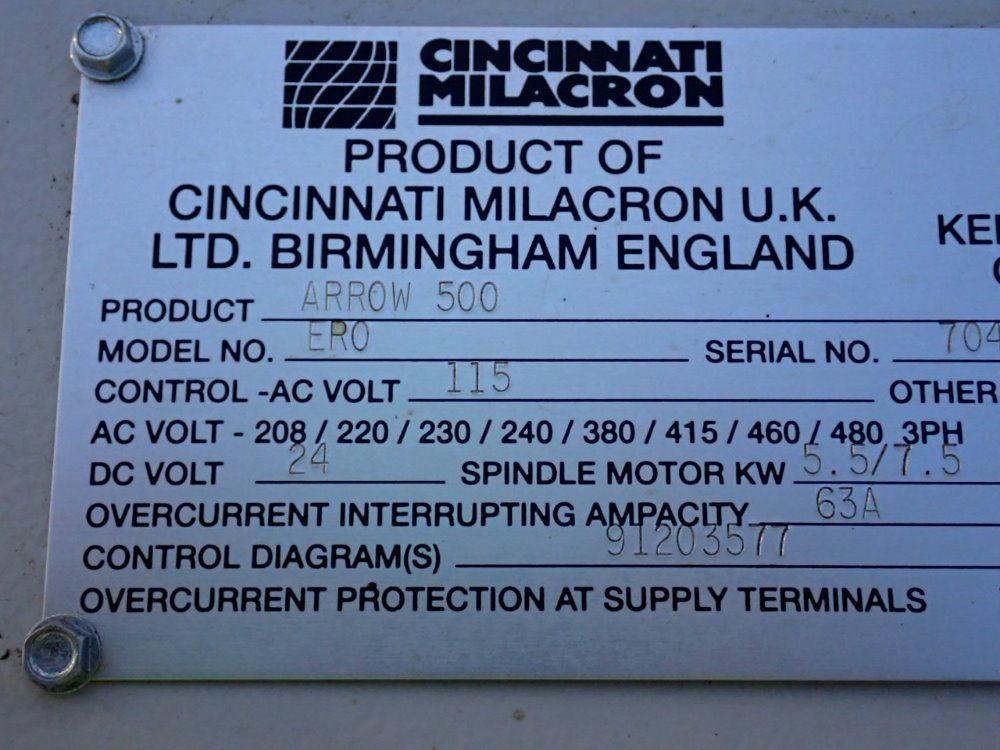 CINCINNATI
MILACRON
PRODUCT OF
CINCINNATI MILACRON U.K.
LTD. BIRMINGHAM ENGLAND
PRODUCT ARROW 500
MODEL NO. ERO SERIAL NO. 704
CONTROL -AC VOLT 115 OTHER
AC VOLT - 208 / 220 / 230 / 240 / 380 / 415 / 460 / 480 3PH
DC VOLT 24 SPINDLE MOTOR KW 5.5/7.5
OVERCURRENT INTERRUPTING AMPACITY 63A
CONTROL DIAGRAM(S) 91203577
OVERCURRENT PROTECTION AT SUPPLY TERMINALS